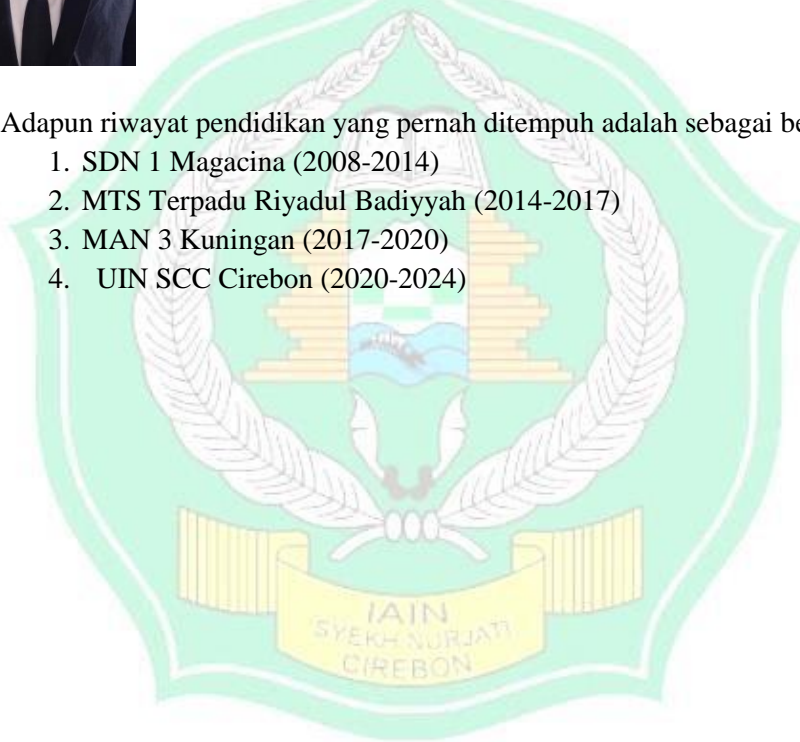 Adapun riwayat pendidikan yang pernah ditempuh adalah sebagai be
1. SDN 1 Magacina (2008-2014)
2. MTS Terpadu Riyadul Badiyyah (2014-2017)
3. MAN 3 Kuningan (2017-2020)
4. UIN SCC Cirebon (2020-2024)
IAIN
SYEKH NURJATI
CIREBON